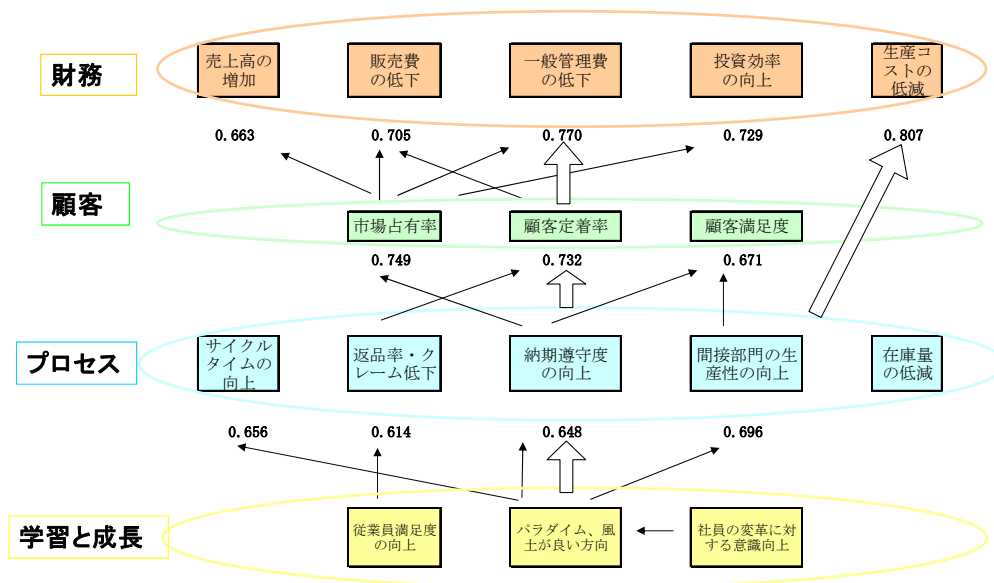 財務
売上高の
増加
販売費
の低下
一般管理費
の低下
投資効率
の向上
生産コ
ストの
低減
0.663
0.705
0.770
0.729
0.807
顧客
市場占有率
顧客定着率
顧客満足度
0.749
0.732
0.671
プロセス
サイクル
タイムの
向上
返品率・ク
レーム低下
納期遵守度
の向上
間接部門の生
産性の向上
在庫量
の低減
0.656
0.614
0.648
0.696
学習と成長
従業員満足度
の向上
パラダイム、風
土が良い方向
社員の変革に対
する意識向上